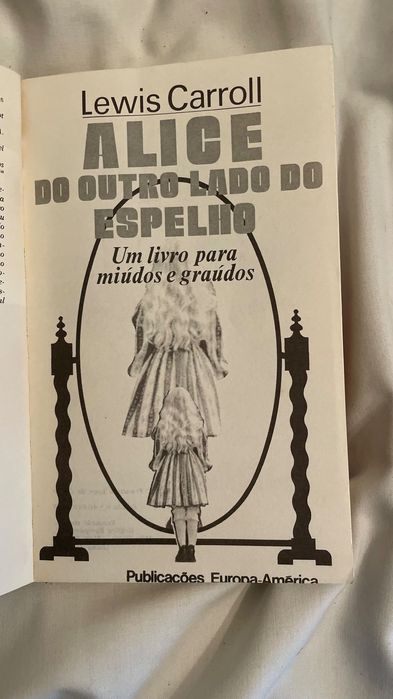 Lewis Carroll
ALICE
DO OUTRO LADO DO
ESPELHO
Um livro para
miúdos e graúdos
Publicações Europa-América